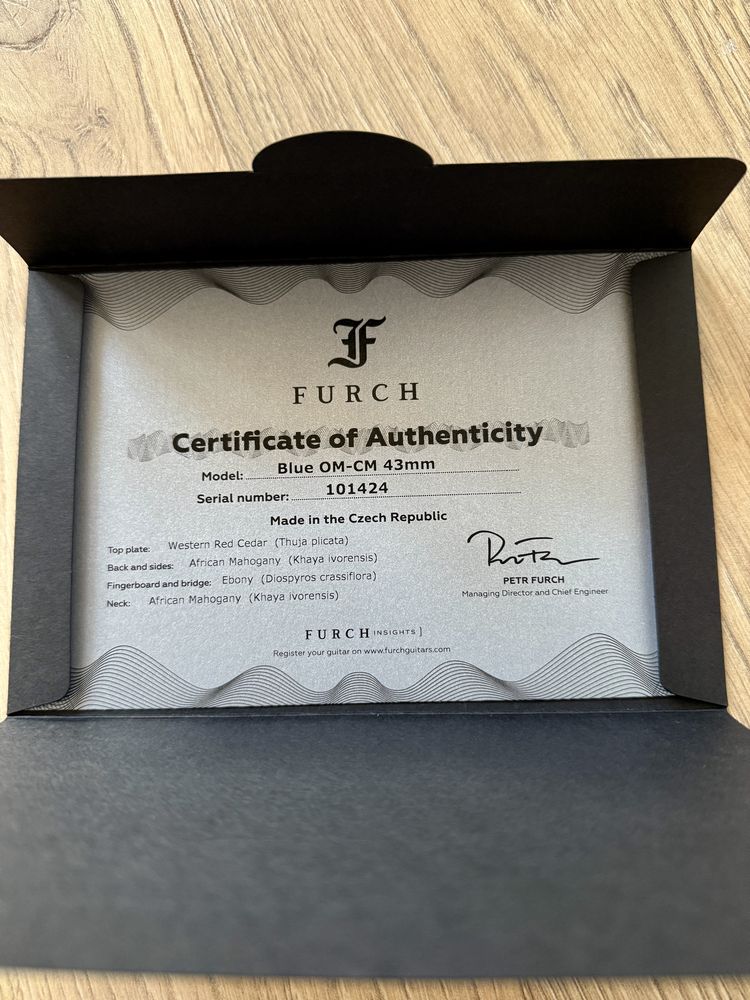 F
FURCH
Certificate of Authenticity
Model: Blue OM-CM 43mm
Serial number: 101424
Made in the Czech Republic
Top plate: Western Red Cedar (Thuja plicata)
Back and sides: African Mahogany (Khaya ivorensis)
Fingerboard and bridge: Ebony (Diospyros crassiflora)
Neck: African Mahogany (Khaya ivorensis)
PETR FURCH
Managing Director and Chief Engineer
FURCH INSIGHTS ]
Register your guitar on www.furchguitars.com